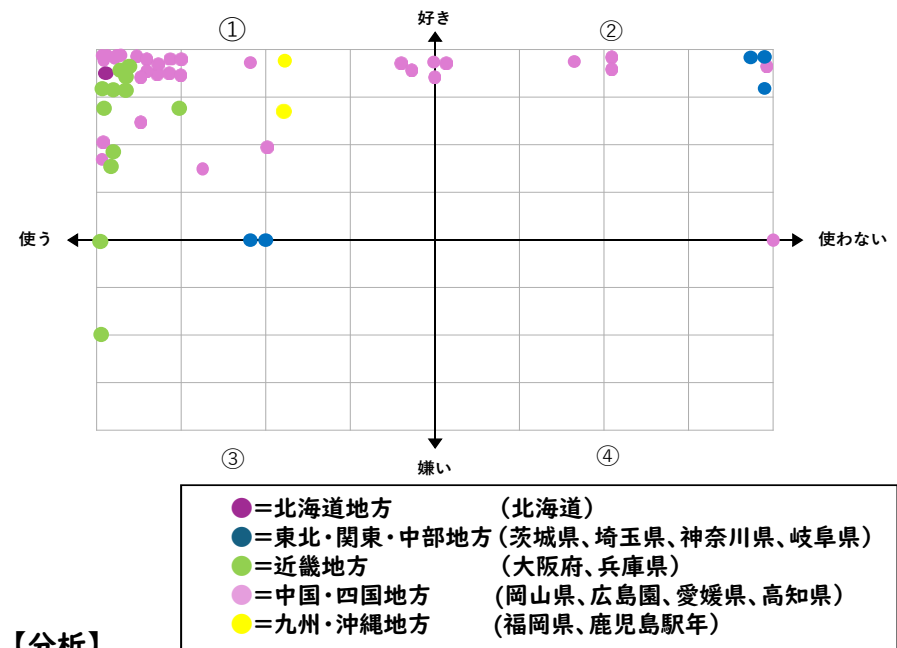 好き
①
②
使う
使わない
③
④
嫌い
=北海道地方 (北海道)
=東北・関東・中部地方 (茨城県、埼玉県、神奈川県、岐阜県)
=近畿地方 (大阪府、兵庫県)
=中国・四国地方 (岡山県、広島園、愛媛県、高知県)
=九州・沖縄地方 (福岡県、鹿児島駅年)
【分析】